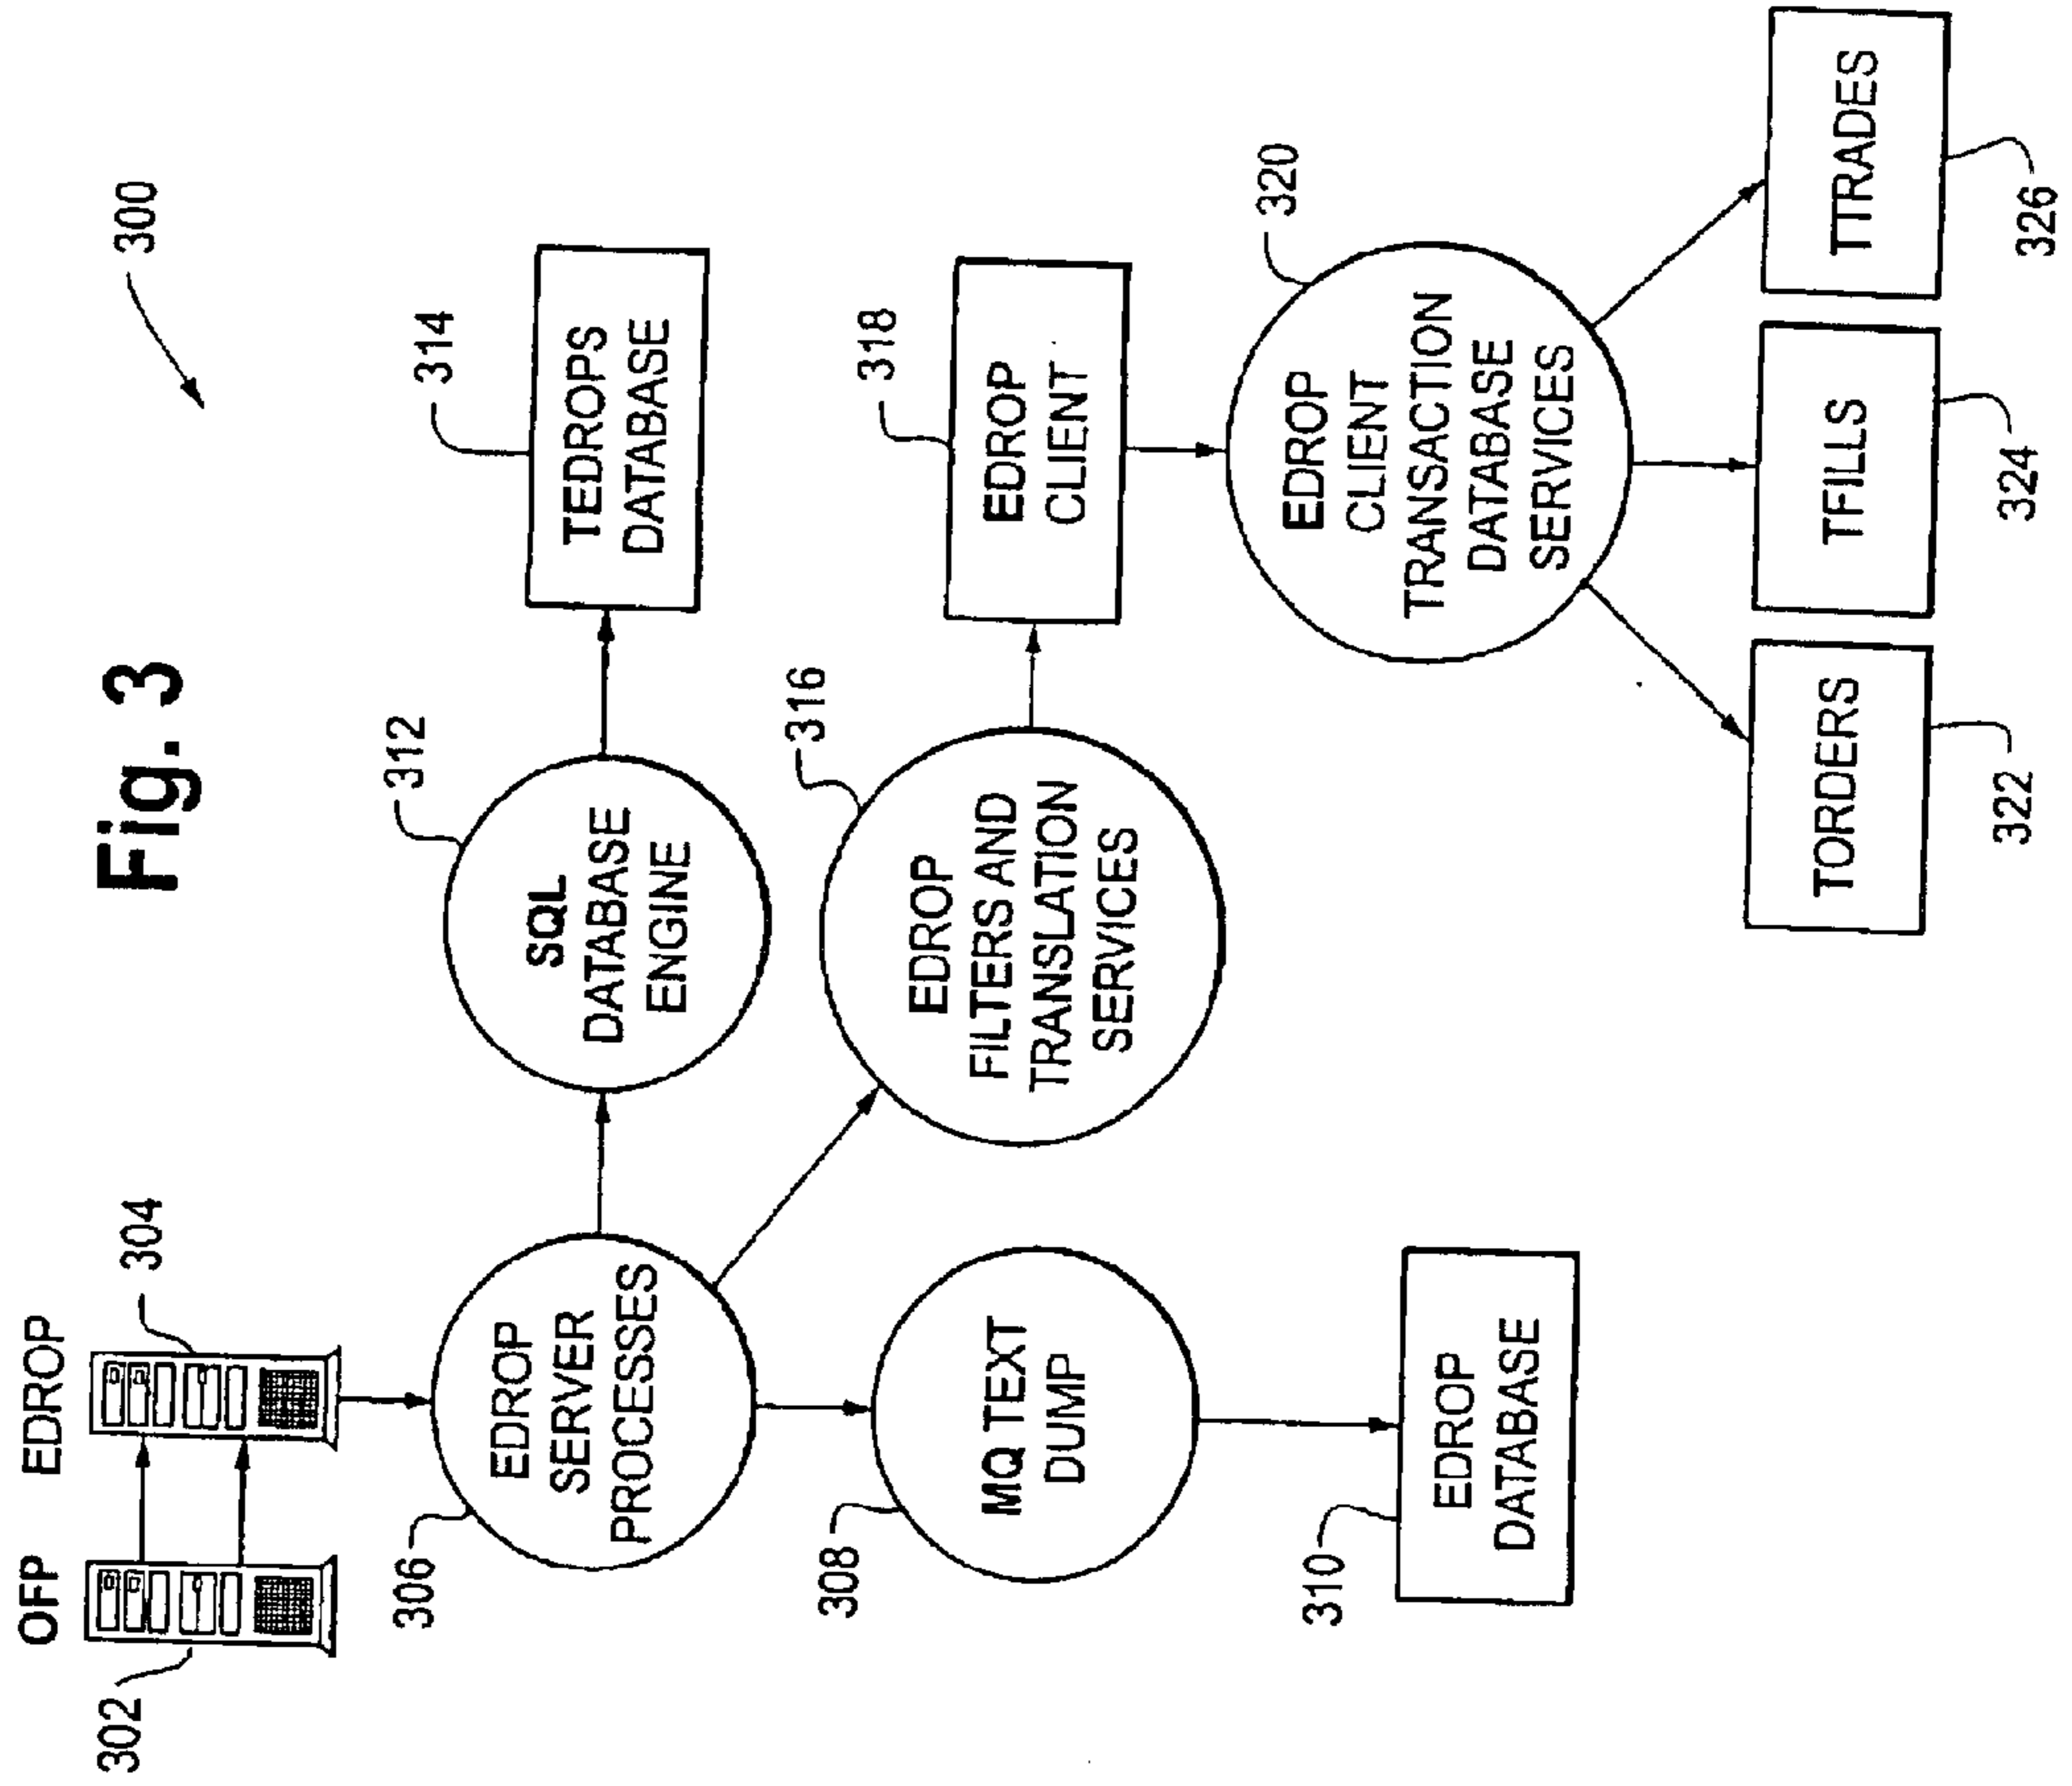 Fig. 3
300
OFP
EDROP
302
304
306
EDROP
SERVER
PROCESSES
312
SQL
DATABASE
ENGINE
314
TEDROPS
DATABASE
308
MQ TEXT
DUMP
316
EDROP
FILTERS AND
TRANSLATION
SERVICES
318
EDROP
CLIENT
310
EDROP
DATABASE
320
EDROP
CLIENT
TRANSACTION
DATABASE
SERVICES
TORDERS
322
TFILLS
324
TTRADES
326